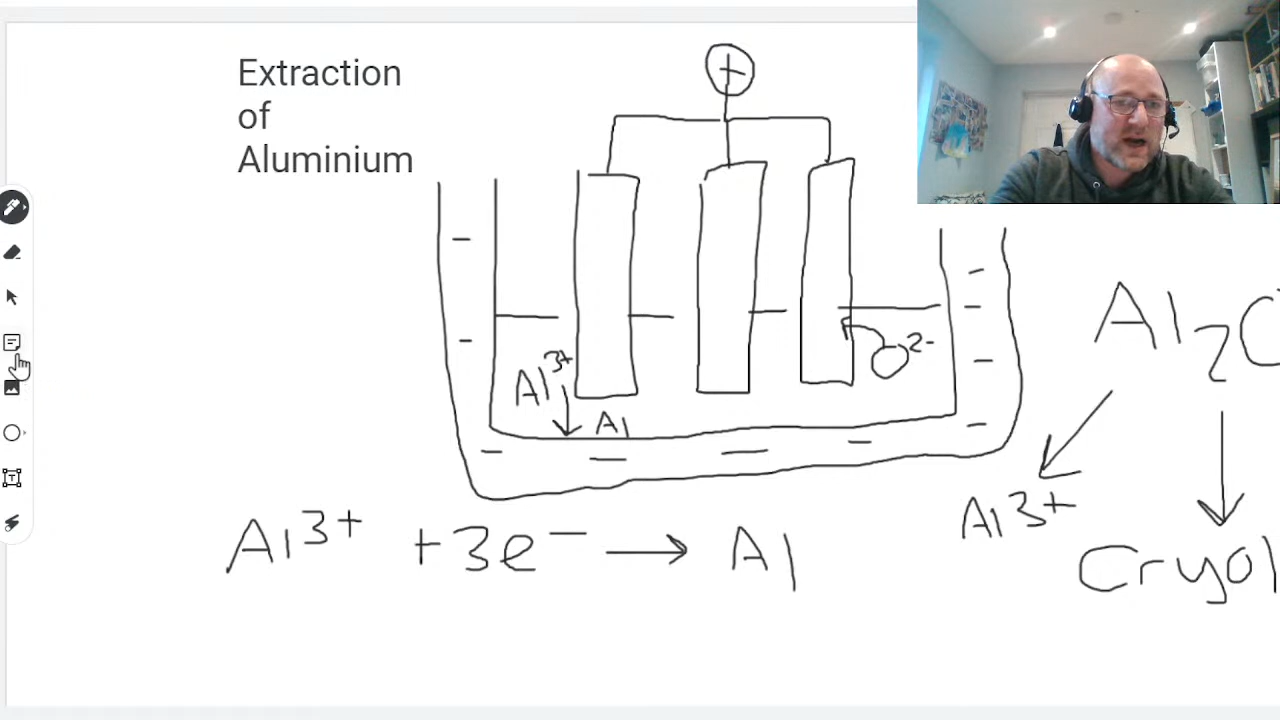 Extraction
of
Aluminium
+
Al³⁺
Al
O²⁻
Al₂O
Al³⁺
Cryol
Al³⁺ + 3e⁻ → Al